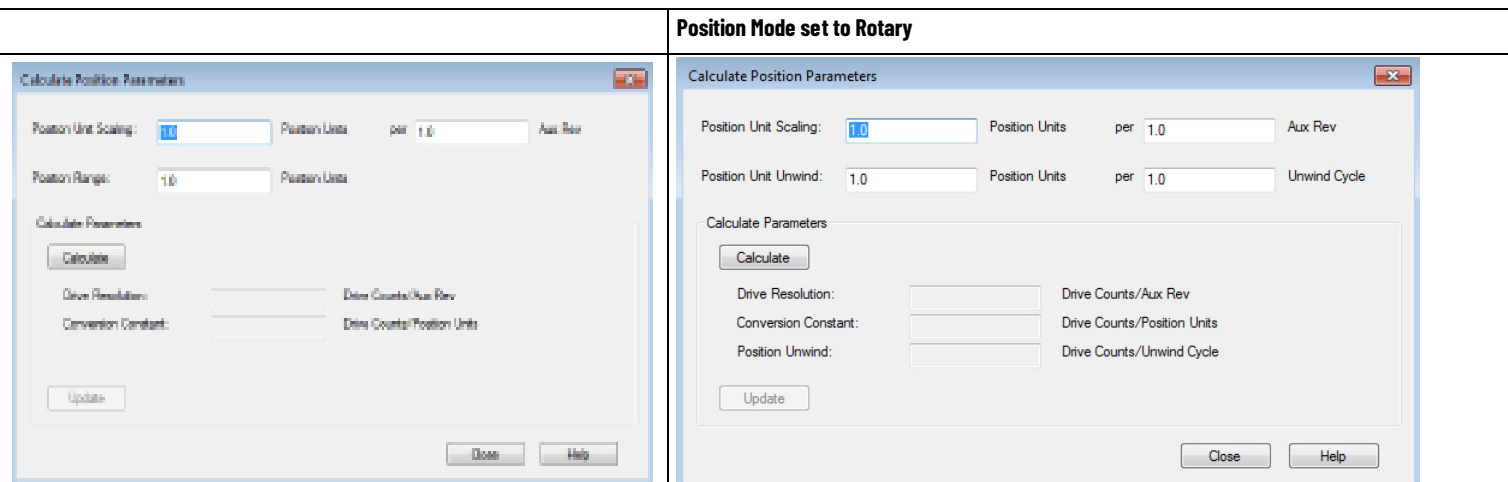 Position Mode set to Rotary
Calculate Position Parameters
Position Unit Scaling: 1.0 Position Units per 1.0 Aux Rev
Position Range: 1.0 Position Units
Calculate Parameters
Calculate
Drive Resolution: Drive Counts/Aux Rev
Conversion Constant: Drive Counts/Position Units
Update
Close Help
Calculate Position Parameters
Position Unit Scaling: 1.0 Position Units per 1.0 Aux Rev
Position Unit Unwind: 1.0 Position Units per 1.0 Unwind Cycle
Calculate Parameters
Calculate
Drive Resolution: Drive Counts/Aux Rev
Conversion Constant: Drive Counts/Position Units
Position Unwind: Drive Counts/Unwind Cycle
Update
Close Help